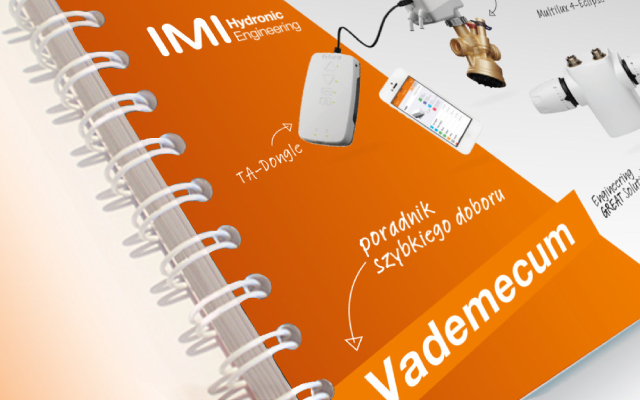 IMI Hydronic
Engineering
Multilux 4-Eclipse
TA-Dongle
Engineering
GREAT Solutions
poradnik
szybkiego doboru
Vademecum